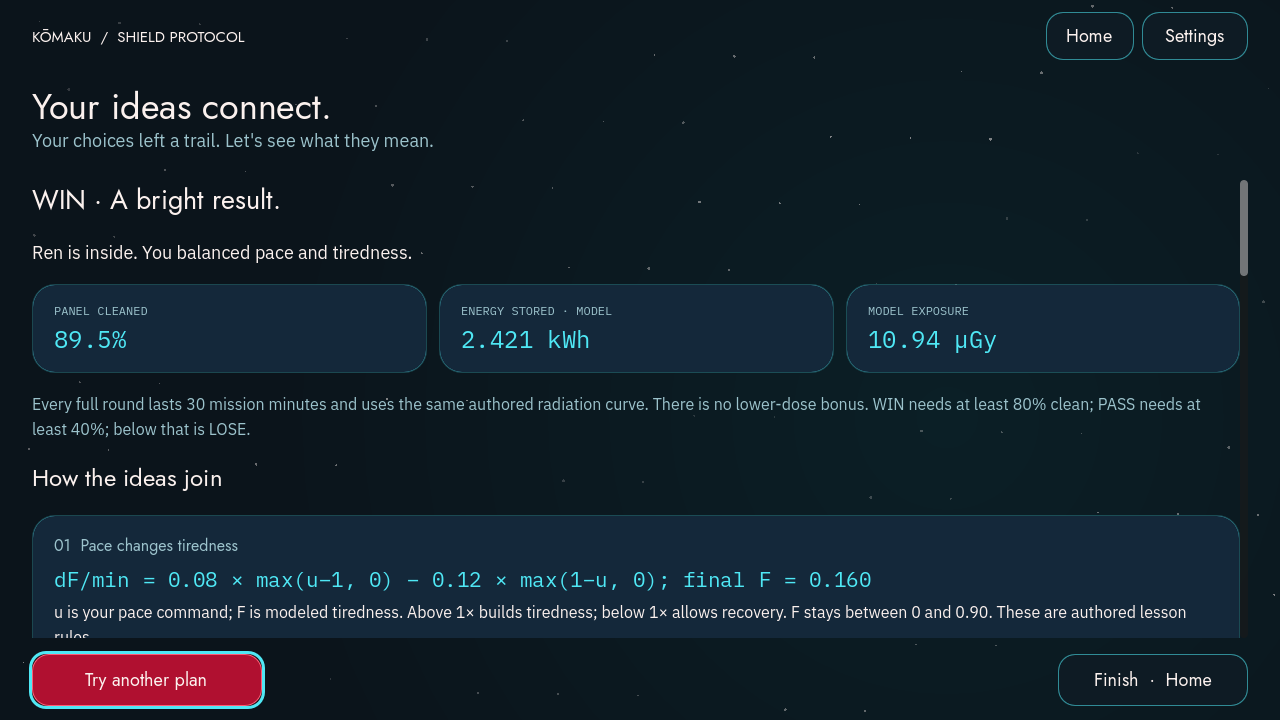 KŌMAKU / SHIELD PROTOCOL
Home
Settings
Your ideas connect.
Your choices left a trail. Let's see what they mean.
WIN · A bright result.
Ren is inside. You balanced pace and tiredness.
PANEL CLEANED
89.5%
ENERGY STORED · MODEL
2.421 kWh
MODEL EXPOSURE
10.94 μGy
Every full round lasts 30 mission minutes and uses the same authored radiation curve. There is no lower-dose bonus. WIN needs at least 80% clean; PASS needs at
least 40%; below that is LOSE.
How the ideas join
01 Pace changes tiredness
dF/min = 0.08 × max(u−1, 0) − 0.12 × max(1−u, 0); final F = 0.160
u is your pace command; F is modeled tiredness. Above 1× builds tiredness; below 1× allows recovery. F stays between 0 and 0.90. These are authored lesson
rules.
Try another plan
Finish · Home